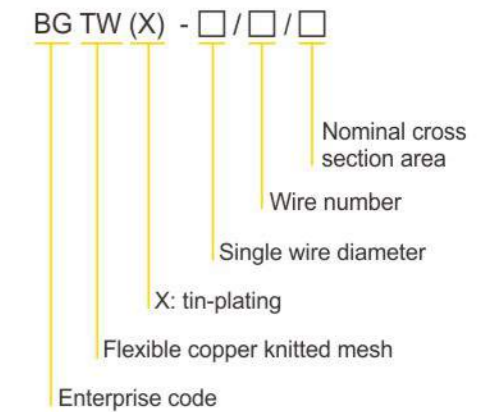 BG TW (X) - □ / □ / □
Nominal cross
section area
Wire number
Single wire diameter
X: tin-plating
Flexible copper knitted mesh
Enterprise code